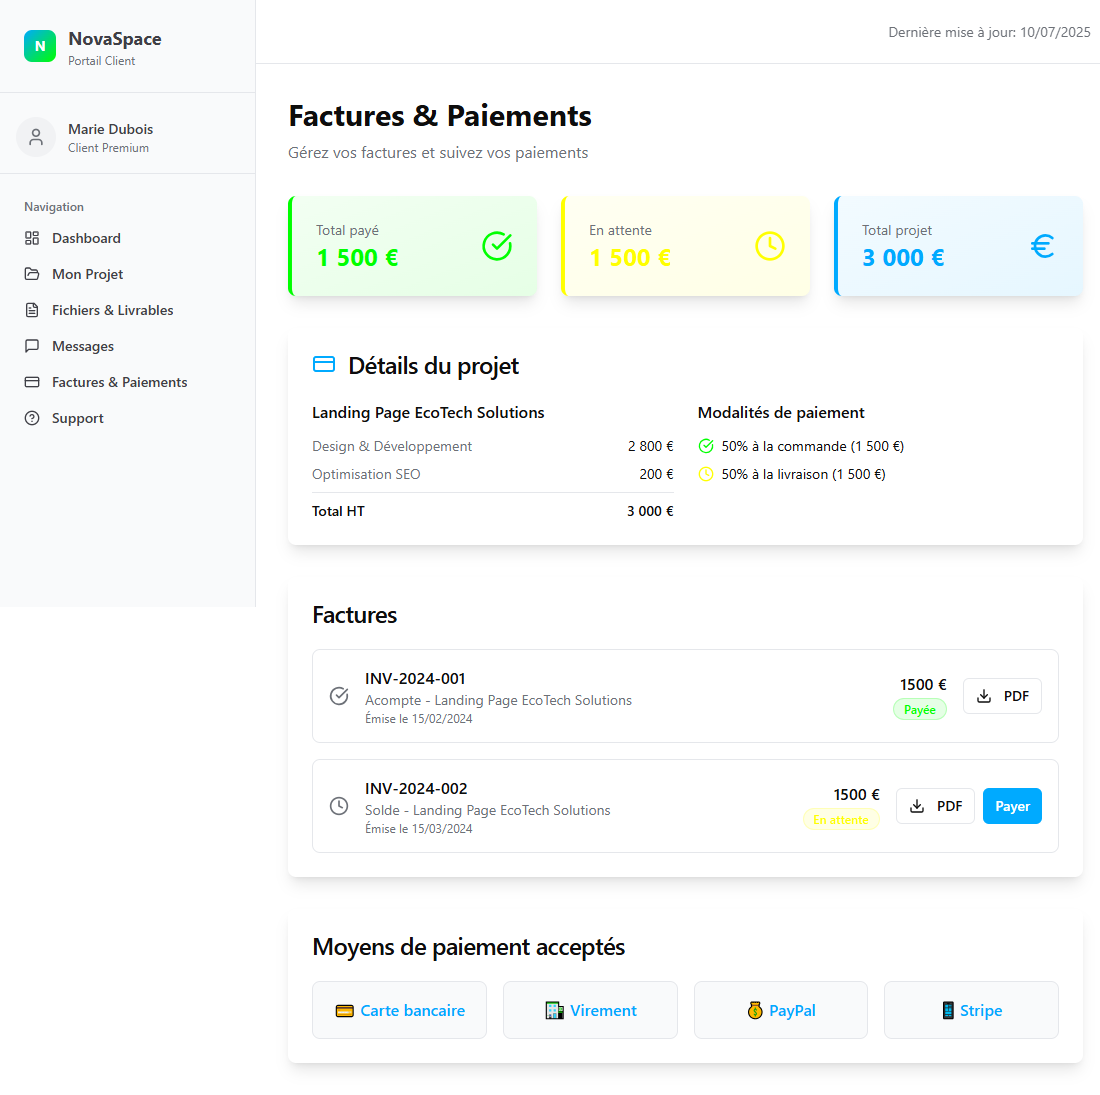 N
NovaSpace
Portail Client
Marie Dubois
Client Premium
Navigation
Dashboard
Mon Projet
Fichiers & Livrables
Messages
Factures & Paiements
Support
Dernière mise à jour: 10/07/2025
Factures & Paiements
Gérez vos factures et suivez vos paiements
Total payé
1 500 €
En attente
1 500 €
Total projet
3 000 €
Détails du projet
Landing Page EcoTech Solutions
Design & Développement 2 800 €
Optimisation SEO 200 €
Total HT 3 000 €
Modalités de paiement
50% à la commande (1 500 €)
50% à la livraison (1 500 €)
Factures
INV-2024-001
Acompte - Landing Page EcoTech Solutions
Émise le 15/02/2024
1500 €
Payée
PDF
INV-2024-002
Solde - Landing Page EcoTech Solutions
Émise le 15/03/2024
1500 €
En attente
PDF
Payer
Moyens de paiement acceptés
Carte bancaire
Virement
PayPal
Stripe